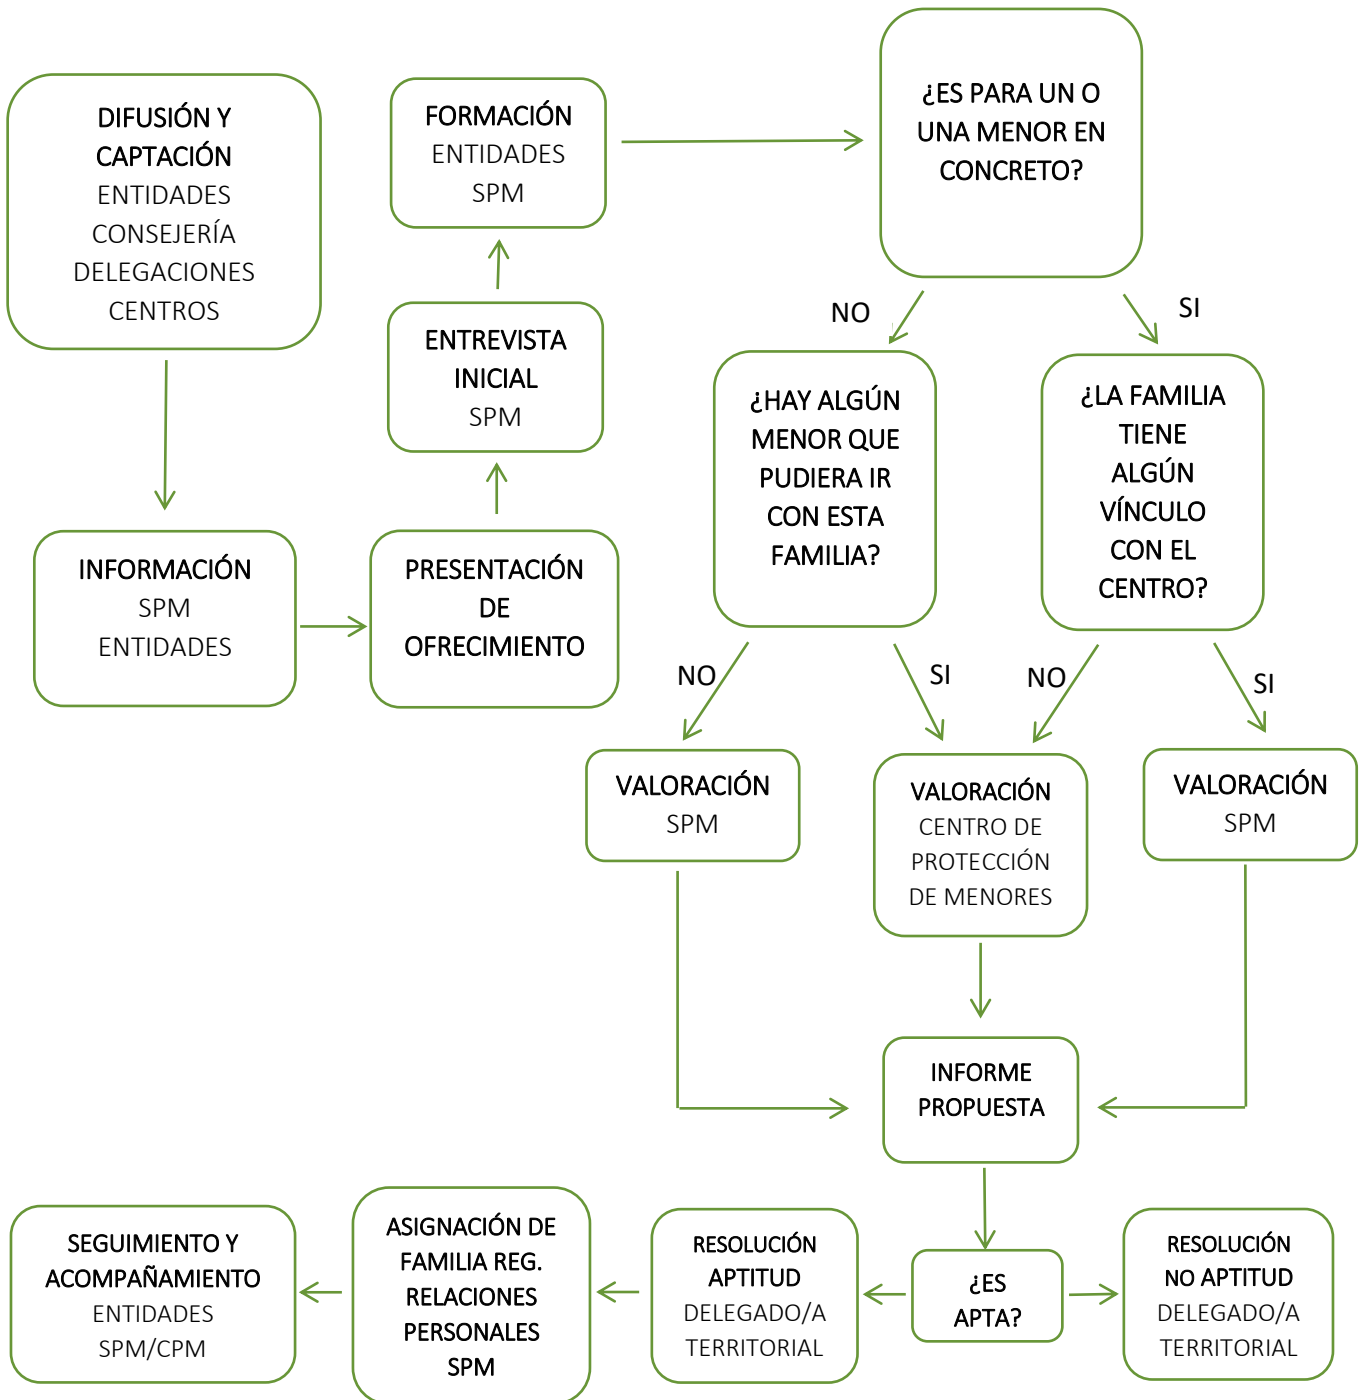 DIFUSIÓN Y
CAPTACIÓN
ENTIDADES
CONSEJERÍA
DELEGACIONES
CENTROS
INFORMACIÓN
SPM
ENTIDADES
PRESENTACIÓN
DE
OFRECIMIENTO
ENTREVISTA
INICIAL
SPM
FORMACIÓN
ENTIDADES
SPM
¿ES PARA UN O
UNA MENOR EN
CONCRETO?
NO
SI
¿HAY ALGÚN
MENOR QUE
PUDIERA IR
CON ESTA
FAMILIA?
¿LA FAMILIA
TIENE
ALGÚN
VÍNCULO
CON EL
CENTRO?
NO
SI
NO
SI
VALORACIÓN
SPM
VALORACIÓN
CENTRO DE
PROTECCIÓN
DE MENORES
VALORACIÓN
SPM
INFORME
PROPUESTA
¿ES
APTA?
RESOLUCIÓN
NO APTITUD
DELEGADO/A
TERRITORIAL
RESOLUCIÓN
APTITUD
DELEGADO/A
TERRITORIAL
ASIGNACIÓN DE
FAMILIA REG.
RELACIONES
PERSONALES
SPM
SEGUIMIENTO Y
ACOMPAÑAMIENTO
ENTIDADES
SPM/CPM